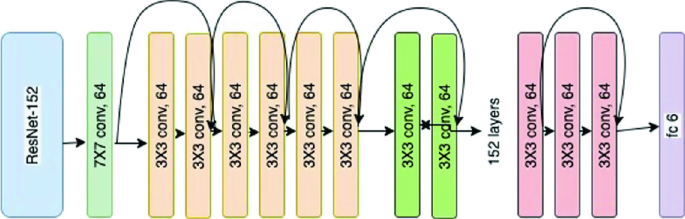 ResNet-152
7X7 conv, 64
3X3 conv, 64
3X3 conv, 64
3X3 conv, 64
3X3 conv, 64
3X3 conv, 64
3X3 conv, 64
3X3 conv, 64
3X3 conv, 64
152 layers
3X3 conv, 64
3X3 conv, 64
3X3 conv, 64
fc 6